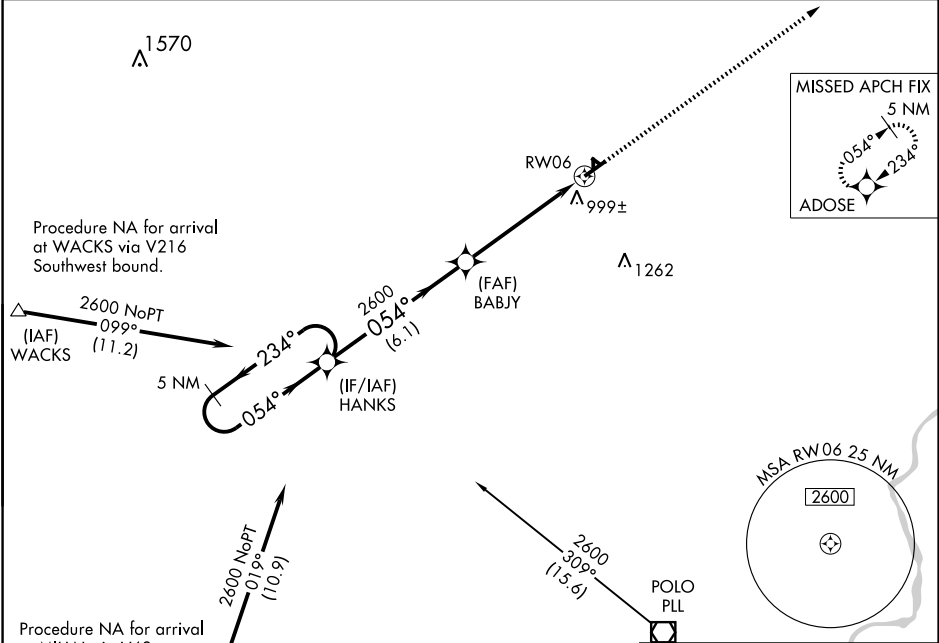 1570
MISSED APCH FIX
5 NM
054°
234°
ADOSE
RW06
999±
Procedure NA for arrival
at WACKS via V216
Southwest bound.
1262
(FAF)
BABJY
2600
054°
(6.1)
2600 NoPT
099°
(11.2)
(IAF)
WACKS
234°
5 NM
054°
(IF/IAF)
HANKS
MSA RW06 25 NM
2600
2600 NoPT
019°
(10.9)
2600
309°
(15.6)
POLO
PLL
Procedure NA for arrival